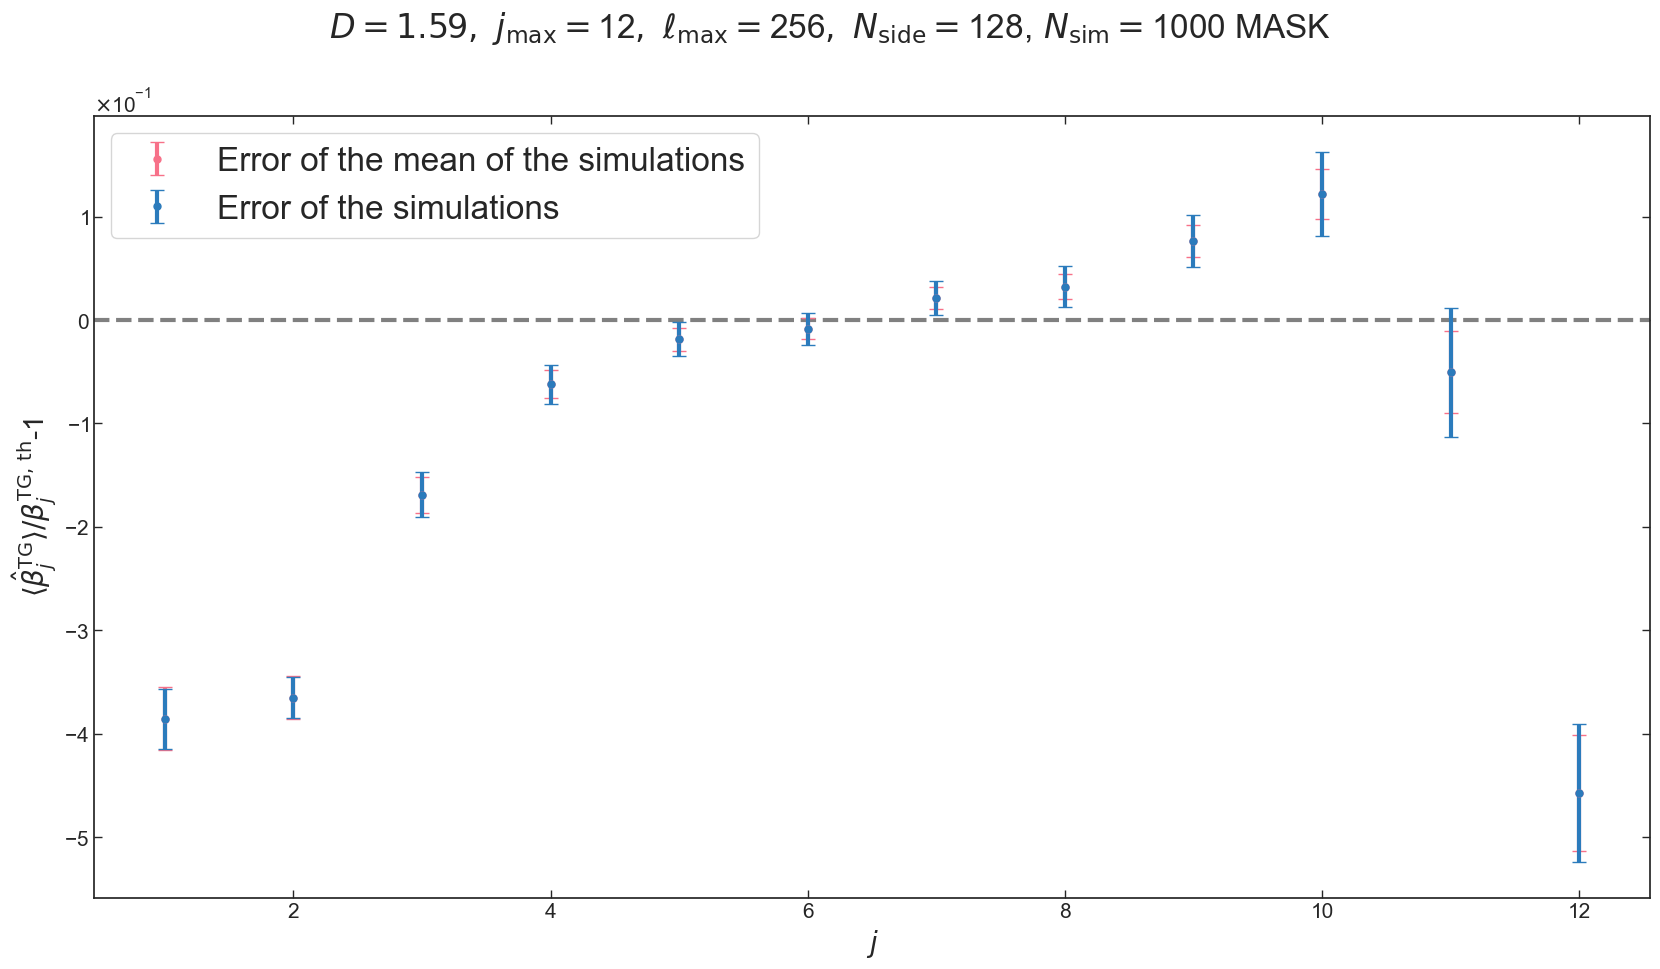 D = 1.59, j_max = 12, ℓ_max = 256, N_side = 128, N_sim = 1000 MASK
×10⁻¹
Error of the mean of the simulations
Error of the simulations
1
0
−1
−2
−3
−4
−5
⟨β̂_j^TG⟩/β_j^TG, th-1
2
4
6
8
10
12
j